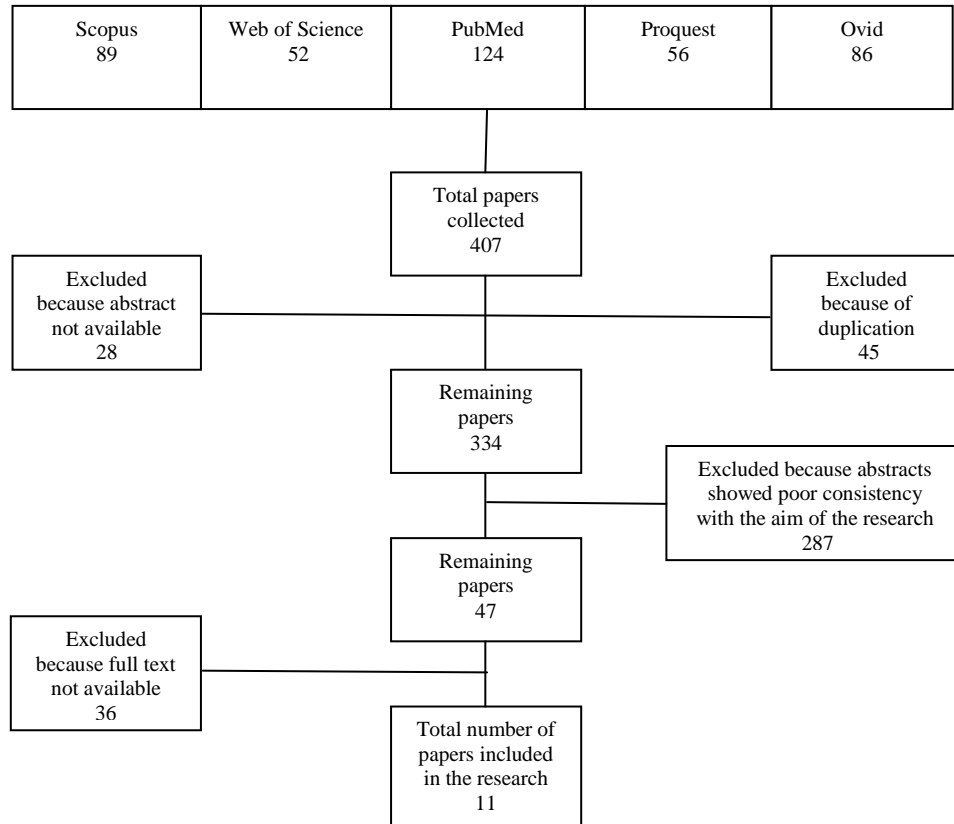 Scopus
89
Web of Science
52
PubMed
124
Proquest
56
Ovid
86
Total papers
collected
407
Excluded
because abstract
not available
28
Excluded
because of
duplication
45
Remaining
papers
334
Excluded because abstracts
showed poor consistency
with the aim of the research
287
Remaining
papers
47
Excluded
because full text
not available
36
Total number of
papers included
in the research
11